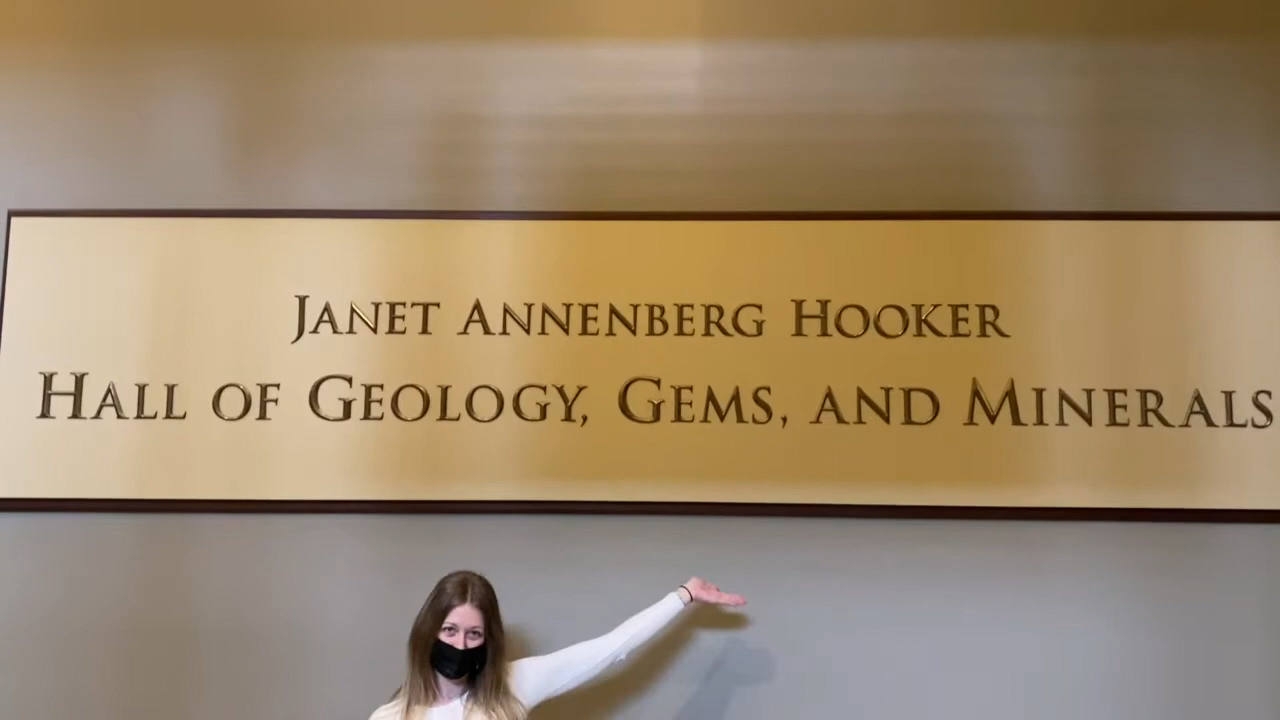 Janet Annenberg Hooker
Hall of Geology, Gems, and Minerals